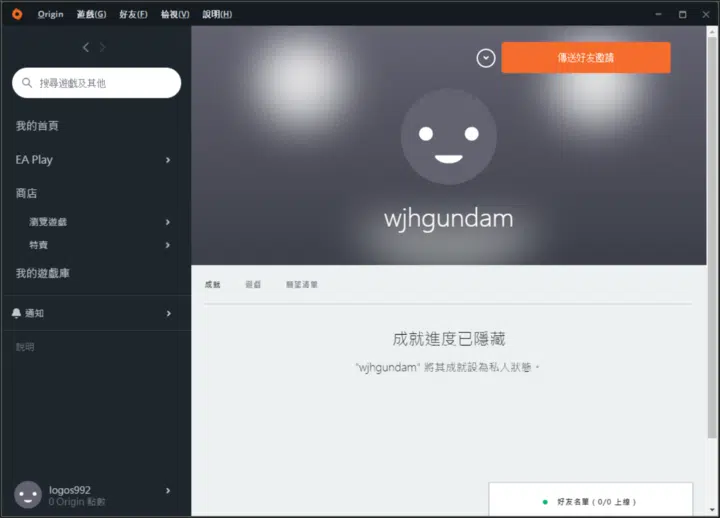 Origin 遊戲(G) 好友(F) 檢視(V) 說明(H)
搜尋遊戲及其他
傳送好友邀請
我的首頁
EA Play
商店
瀏覽遊戲
特賣
我的遊戲庫
通知
說明
wjhgundam
成就 遊戲 願望清單
成就進度已隱藏
"wjhgundam" 將其成就設為私人狀態。
logos992
0 Origin 點數
好友名單 (0/0 上線)